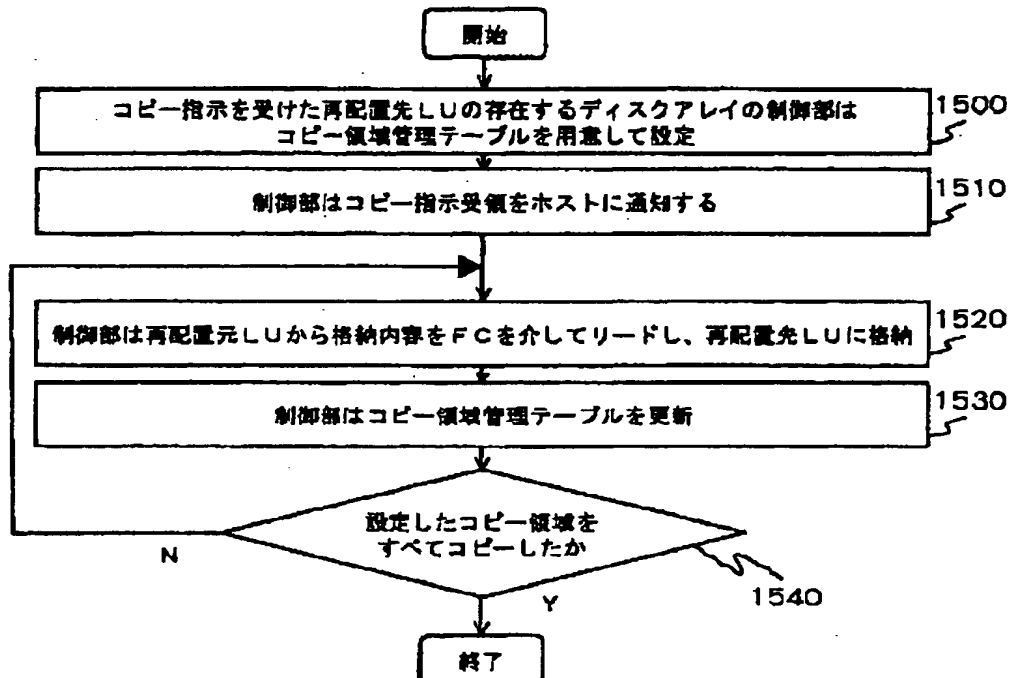 開始
コピー指示を受けた再配置先LUの存在するディスクアレイの制御部は
コピー領域管理テーブルを用意して設定
1500
制御部はコピー指示受領をホストに通知する
1510
制御部は再配置元LUから格納内容をFCを介してリードし、再配置先LUに格納
1520
制御部はコピー領域管理テーブルを更新
1530
設定したコピー領域を
すべてコピーしたか
N
Y
1540
終了